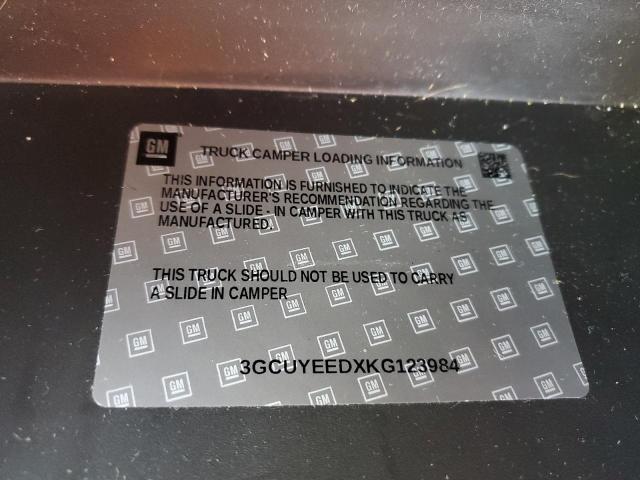 GM
TRUCK CAMPER LOADING INFORMATION
THIS INFORMATION IS FURNISHED TO INDICATE THE
MANUFACTURER'S RECOMMENDATION REGARDING THE
USE OF A SLIDE - IN CAMPER WITH THIS TRUCK AS
MANUFACTURED.
THIS TRUCK SHOULD NOT BE USED TO CARRY
A SLIDE IN CAMPER
3GCUYEEDXKG123984